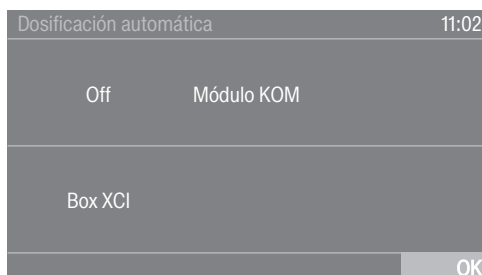 Dosificación automática 11:02
Off Módulo KOM
Box XCI
OK